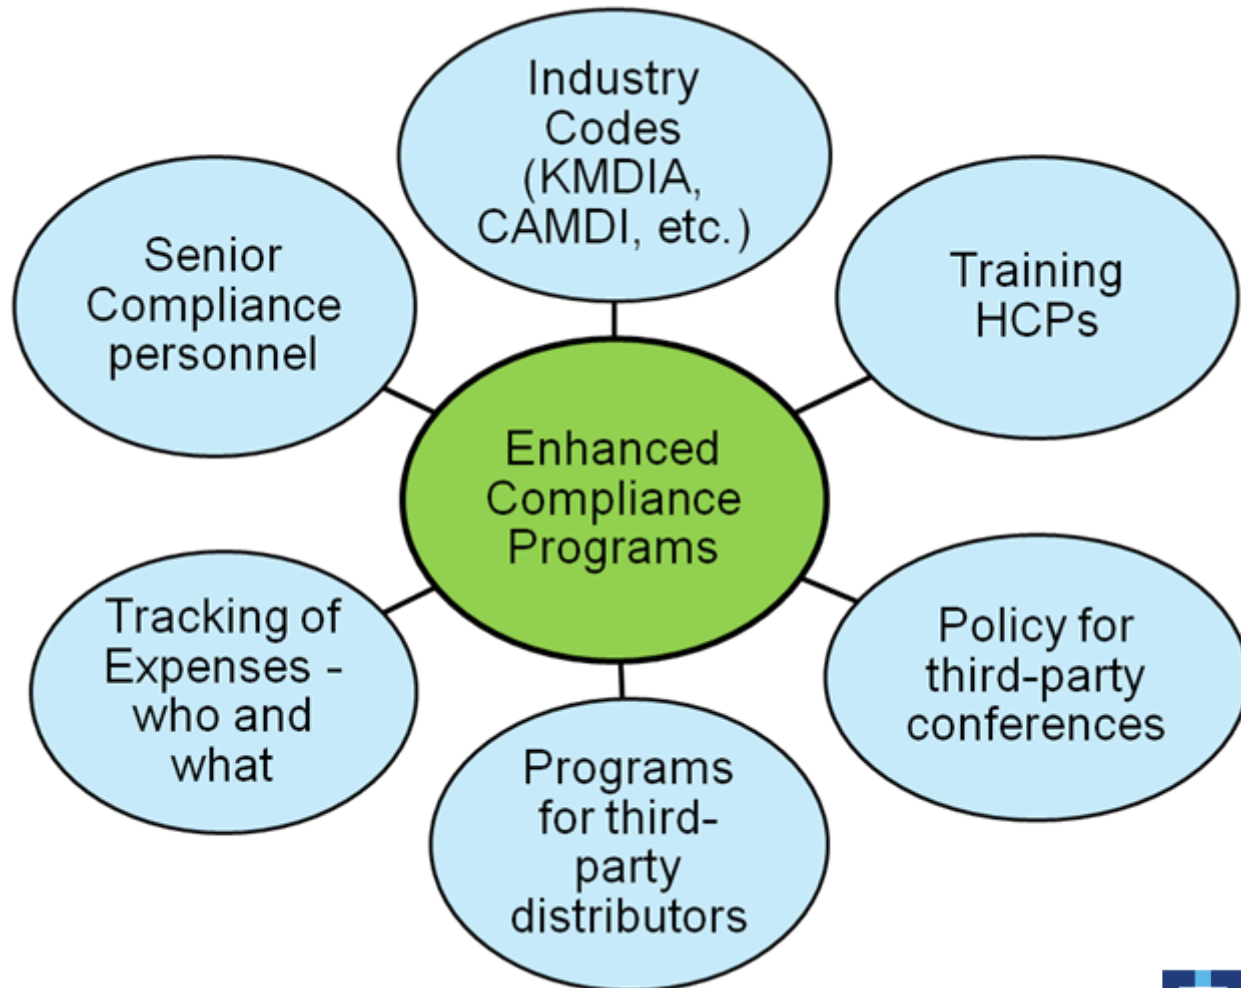 Industry
Codes
(KMDIA,
CAMDI, etc.)
Senior
Compliance
personnel
Training
HCPs
Enhanced
Compliance
Programs
Tracking of
Expenses -
who and
what
Policy for
third-party
conferences
Programs
for third-
party
distributors